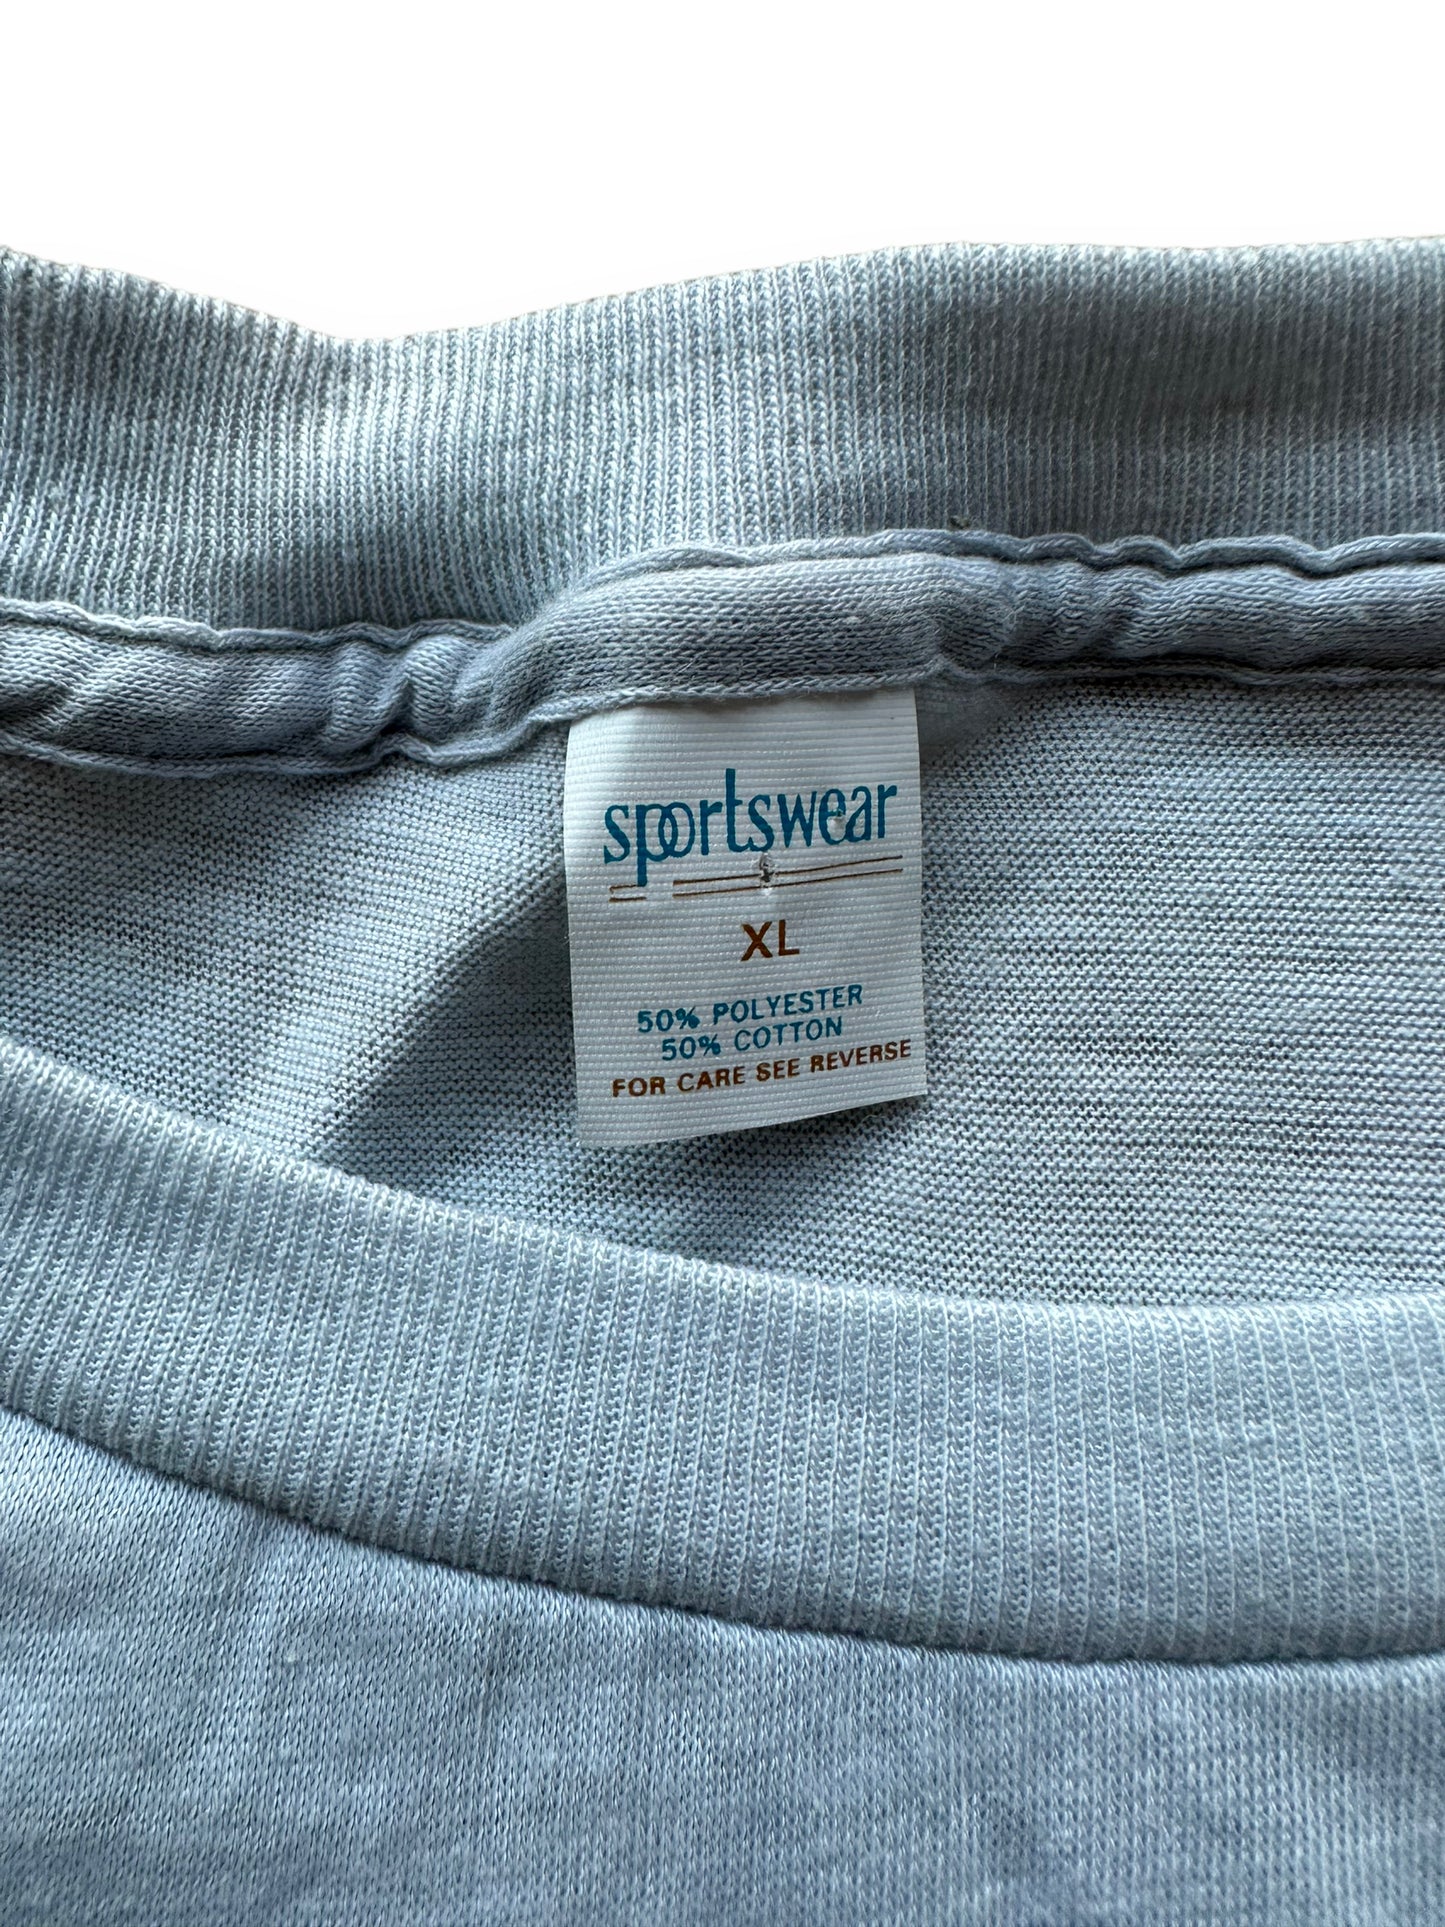 sportswear
XL
50% POLYESTER
50% COTTON
FOR CARE SEE REVERSE